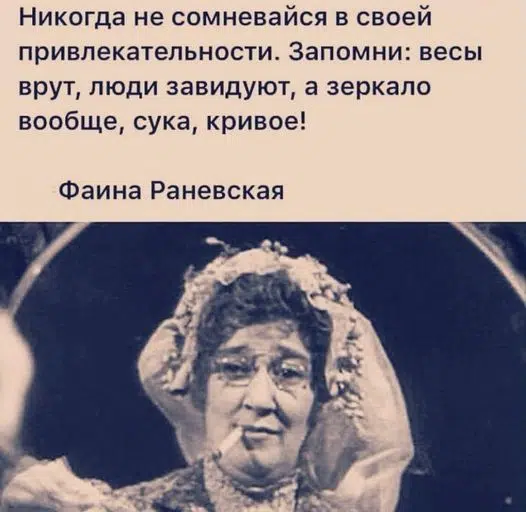 Никогда не сомневайся в своей
привлекательности. Запомни: весы
врут, люди завидуют, а зеркало
вообще, сука, кривое!
Фаина Раневская